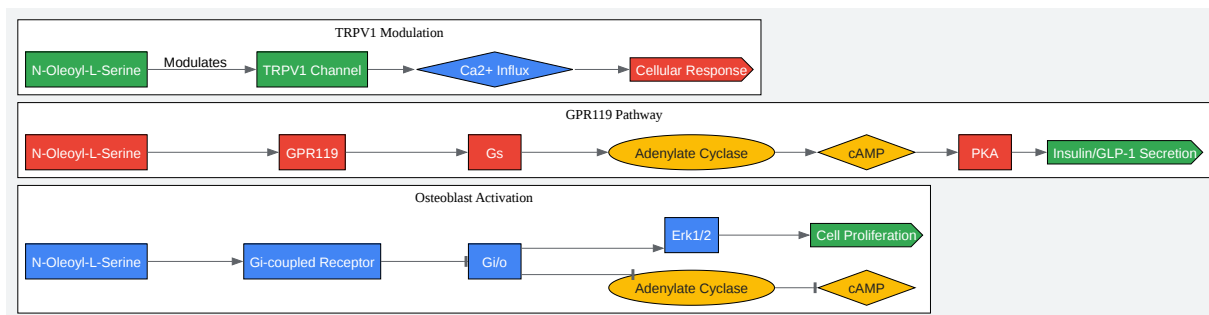 TRPV1 Modulation
N-Oleoyl-L-Serine
Modulates
TRPV1 Channel
Ca2+ Influx
Cellular Response
GPR119 Pathway
N-Oleoyl-L-Serine
GPR119
Gs
Adenylate Cyclase
cAMP
PKA
Insulin/GLP-1 Secretion
Osteoblast Activation
N-Oleoyl-L-Serine
Gi-coupled Receptor
Gi/o
Erk1/2
Cell Proliferation
Adenylate Cyclase
cAMP